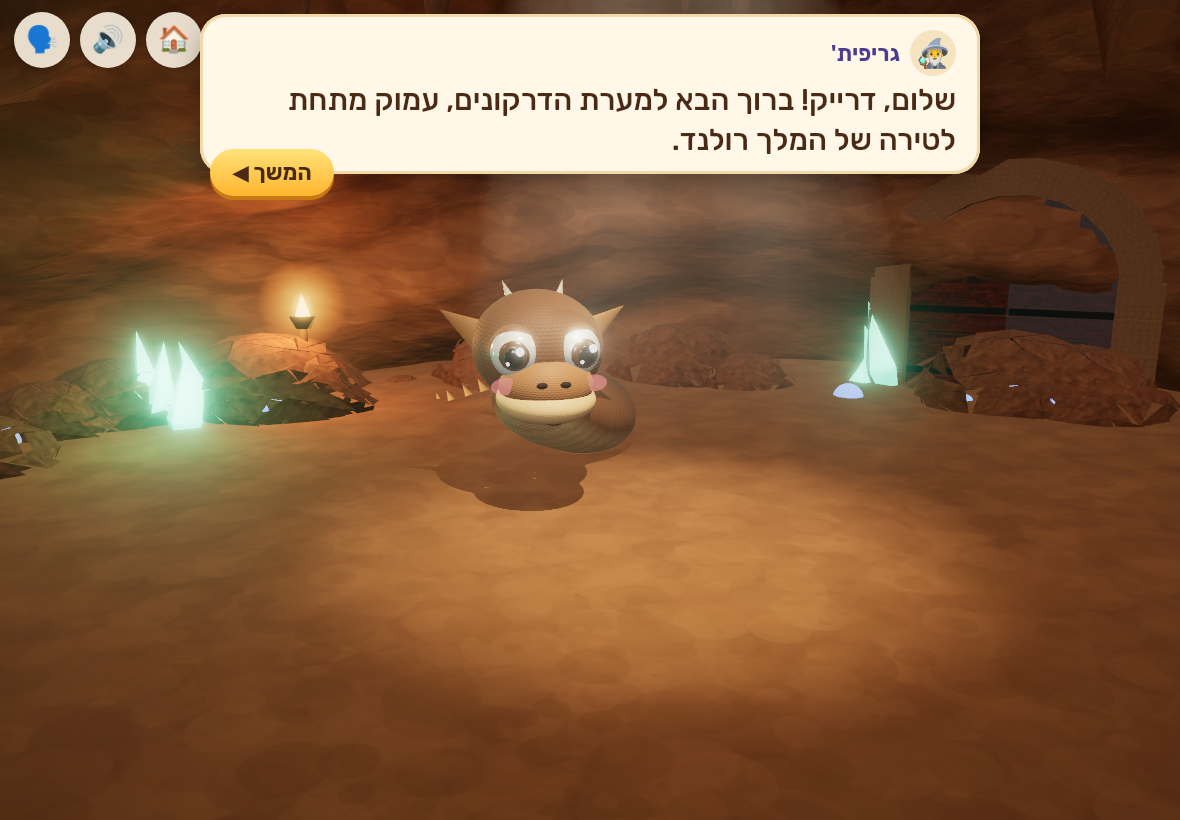 גריפית'
שלום, דרייק! ברוך הבא למערת הדרקונים, עמוק מתחת
לטירה של המלך רולנד.
המשך ◀